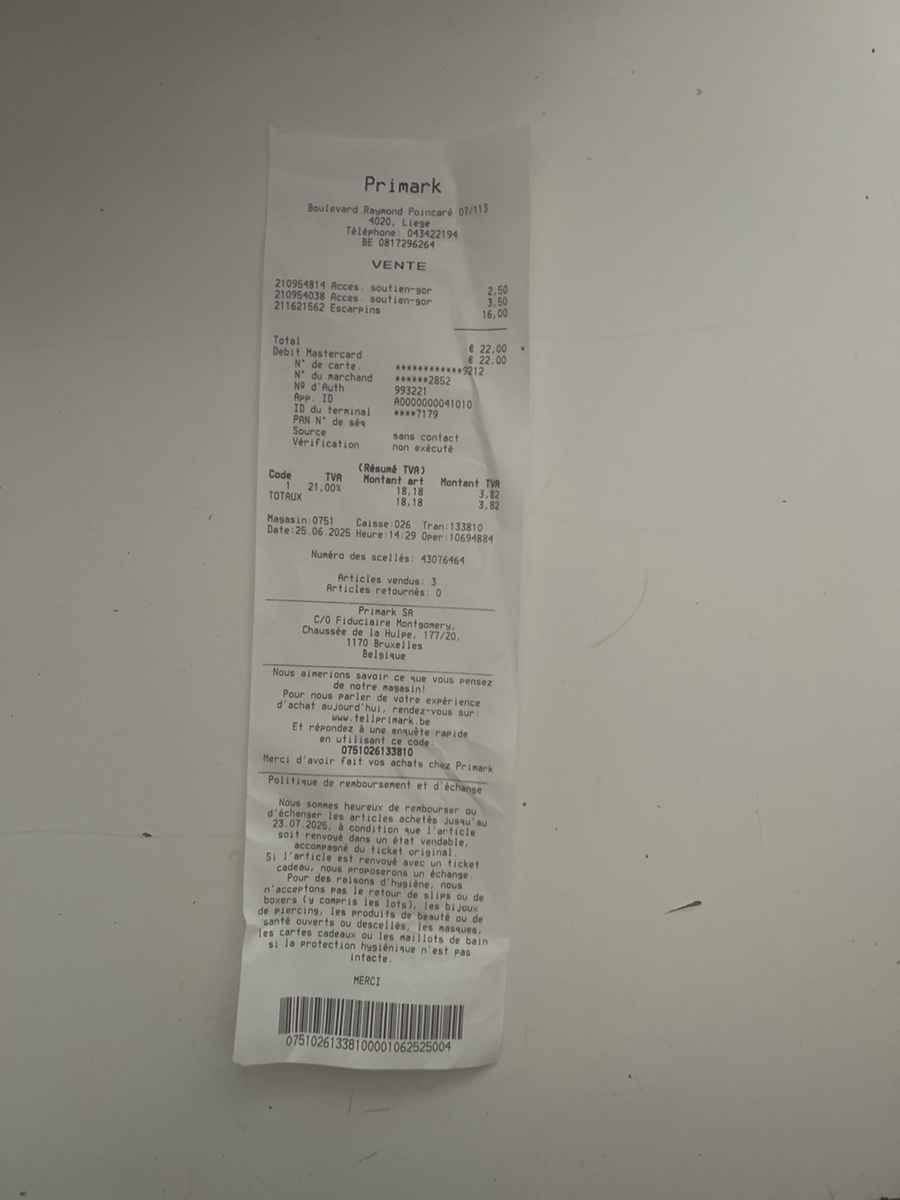 Primark
Boulevard Raymond Poincaré 07/113
4020, Liege
Téléphone: 043422194
BE 0817296264
VENTE
210954814 Acces. soutien-gor 2,50
210954038 Acces. soutien-gor 3,50
211621562 Escarpins 16,00
Total € 22,00
Debit Mastercard € 22,00
N° de carte. ************9212
N° du marchand ******2852
Nº d'Auth 993221
App. ID A0000000041010
ID du terminal ****7179
PAN N° de séq
Source sans contact
Vérification non exécuté
(Résumé TVA)
Code TVA Montant art Montant TVA
1 21,00% 18,18 3,82
TOTAUX 18,18 3,82
Magasin:0751 Caisse:026 Tran:133810
Date:25.06.2025 Heure:14:29 Oper:10694884
Numéro des scellés: 43076464
Articles vendus: 3
Articles retournés: 0
Primark SA
C/O Fiduciaire Montgomery,
Chaussée de la Hulpe, 177/20,
1170 Bruxelles
Belgique
Nous aimerions savoir ce que vous pensez
de notre magasin!
Pour nous parler de votre expérience
d'achat aujourd'hui, rendez-vous sur:
www.tellprimark.be
Et répondez à une enquête rapide
en utilisant ce code:
0751026133810
Merci d'avoir fait vos achats chez Primark
Politique de remboursement et d'échange
Nous sommes heureux de rembourser ou
d'échanger les articles achetés jusqu'au
23.07.2025, à condition que l'article
soit renvoyé dans un état vendable,
accompagné du ticket original.
Si l'article est renvoyé avec un ticket
cadeau, nous proposerons un échange.
Pour des raisons d'hygiène, nous
n'acceptons pas le retour de slips ou de
boxers (y compris les lots), les bijoux
de piercing, les produits de beauté ou de
santé ouverts ou descellés, les masques,
les cartes cadeaux ou les maillots de bain
si la protection hygiénique n'est pas
intacte.
MERCI
07510261338100001062525004